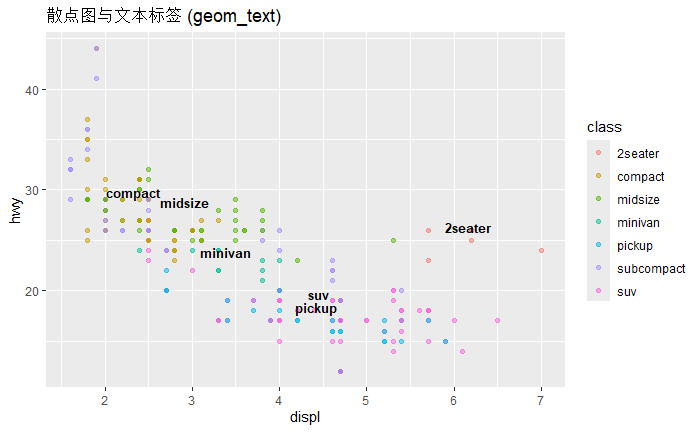 散点图与文本标签 (geom_text)
hwy
40
30
20
compact
midsize
2seater
minivan
suv
pickup
2
3
4
5
6
7
displ
class
2seater
compact
midsize
minivan
pickup
subcompact
suv